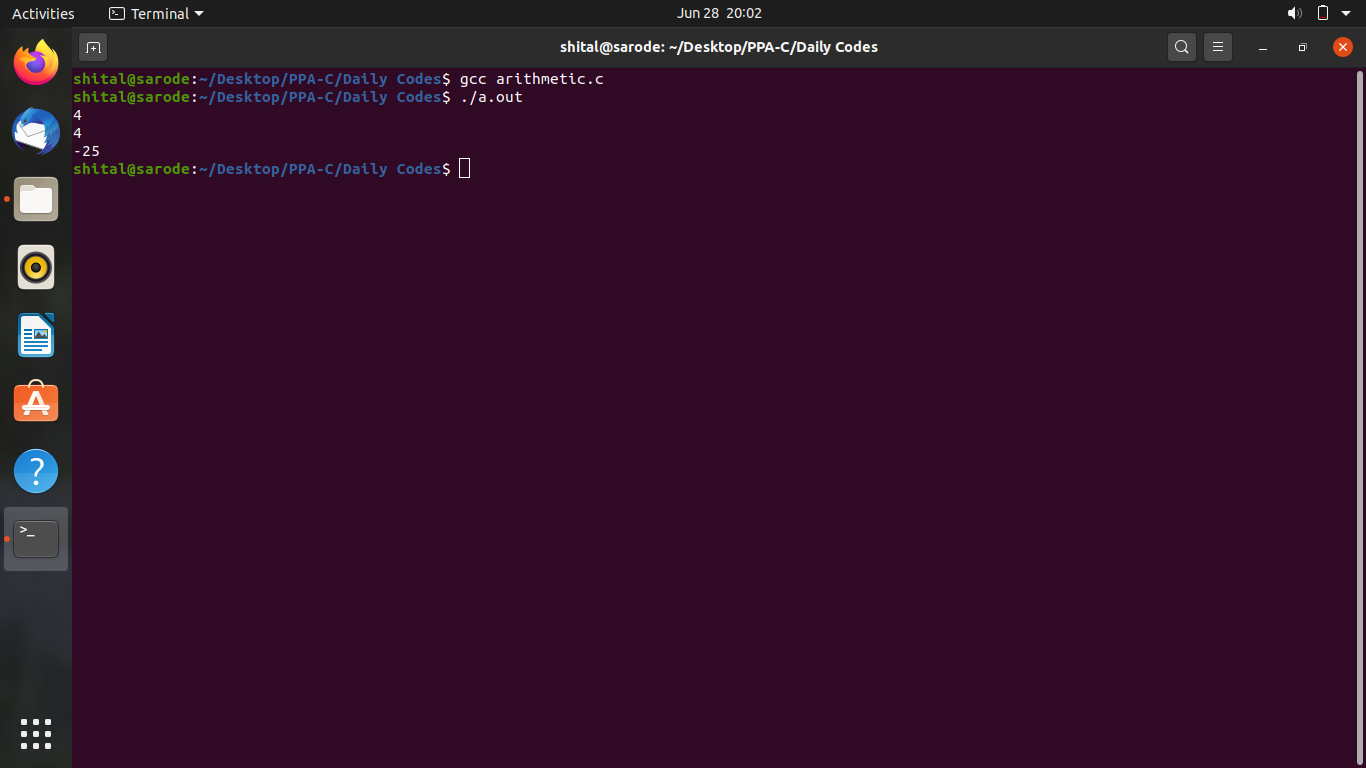 Activities Terminal Jun 28 20:02
shital@sarode: ~/Desktop/PPA-C/Daily Codes
shital@sarode:~/Desktop/PPA-C/Daily Codes$ gcc arithmetic.c
shital@sarode:~/Desktop/PPA-C/Daily Codes$ ./a.out
4
4
-25
shital@sarode:~/Desktop/PPA-C/Daily Codes$